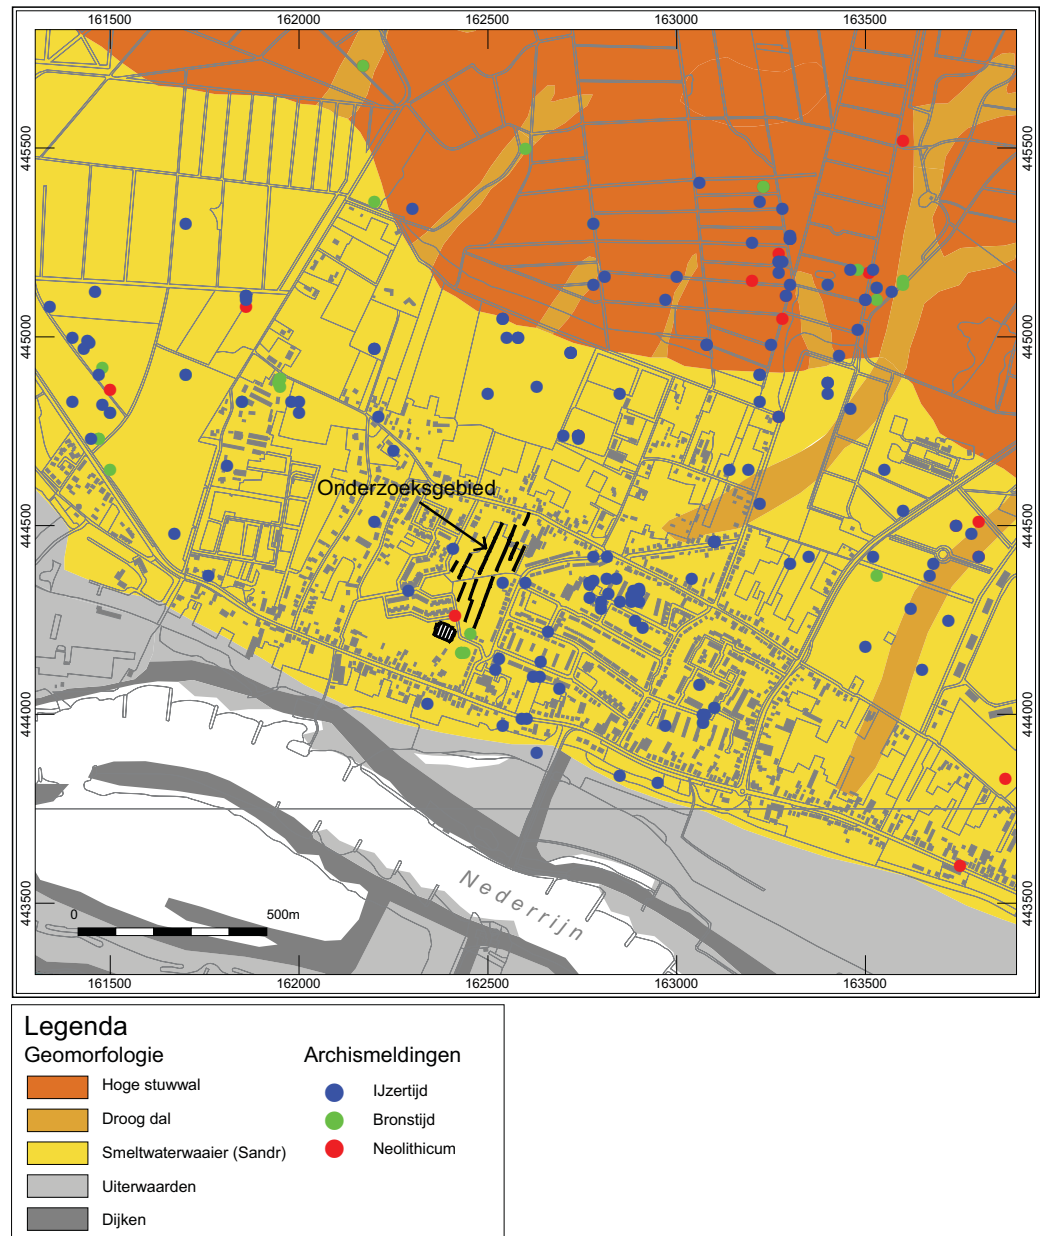 161500 162000 162500 163000 163500
445500 445500
445000 445000
Onderzoeksgebied
444500 444500
444000 444000
Nederrijn
443500 443500
0 500m
161500 162000 162500 163000 163500
Legenda
Geomorfologie
Hoge stuwwal
Droog dal
Smeltwaterwaaier (Sandr)
Uiterwaarden
Dijken
Archismeldingen
IJzertijd
Bronstijd
Neolithicum